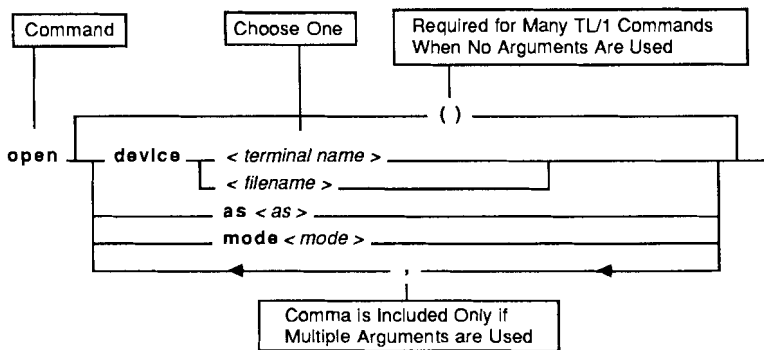 Command
Choose One
Required for Many TL/1 Commands
When No Arguments Are Used
( )
open device < terminal name >
< filename >
as < as >
mode < mode >
,
Comma is Included Only if
Multiple Arguments are Used